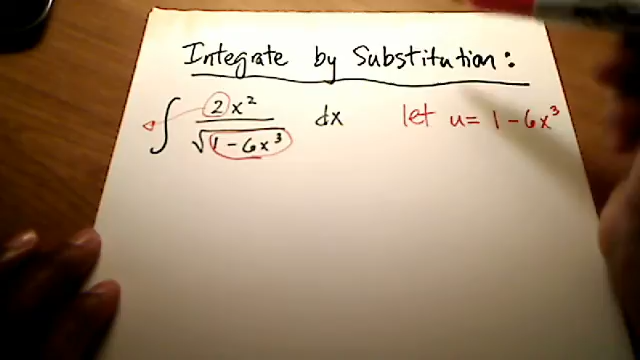 Integrate by Substitution:
∫ 2x² / √(1 - 6x³) dx let u = 1 - 6x³